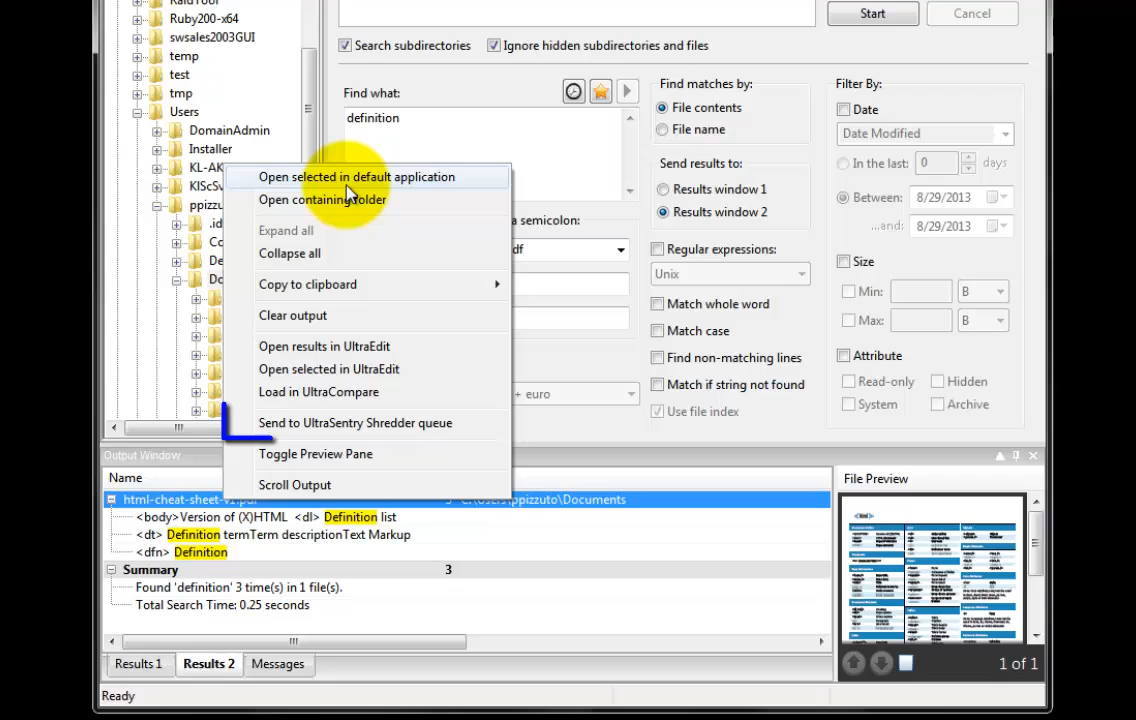 RaidTool
Ruby200-x64
swsales2003GUI
temp
test
tmp
Users
DomainAdmin
Installer
KL-AK
KlScSv
ppizzu
.id
Co
De
Do
Start
Cancel
Search subdirectories
Ignore hidden subdirectories and files
Find what:
definition
a semicolon:
df
+ euro
Find matches by:
File contents
File name
Send results to:
Results window 1
Results window 2
Regular expressions:
Unix
Match whole word
Match case
Find non-matching lines
Match if string not found
Use file index
Filter By:
Date
Date Modified
In the last:
0
days
Between:
8/29/2013
...and:
8/29/2013
Size
Min:
B
Max:
B
Attribute
Read-only
Hidden
System
Archive
Open selected in default application
Open containing folder
Expand all
Collapse all
Copy to clipboard
Clear output
Open results in UltraEdit
Open selected in UltraEdit
Load in UltraCompare
Send to UltraSentry Shredder queue
Toggle Preview Pane
Scroll Output
Output Window
Name
html-cheat-sheet-v1.pdf 3 C:\Users\ppizzuto\Documents
<body>Version of (X)HTML <dl> Definition list
<dt> Definition termTerm descriptionText Markup
<dfn> Definition
Summary 3
Found 'definition' 3 time(s) in 1 file(s).
Total Search Time: 0.25 seconds
File Preview
1 of 1
Results 1
Results 2
Messages
Ready